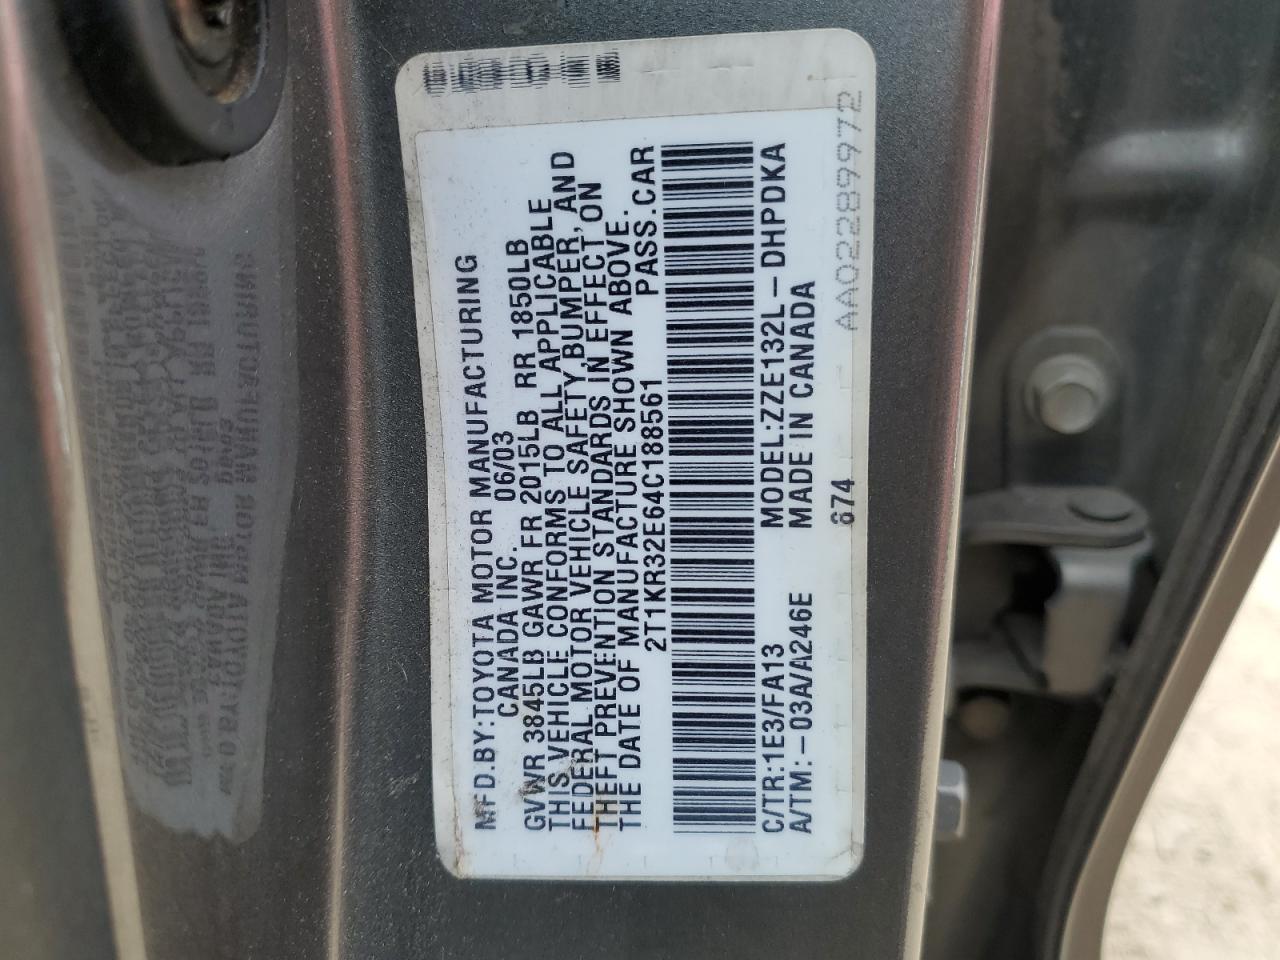 MFD.BY:TOYOTA MOTOR MANUFACTURING
CANADA INC. 06/03
GVWR 3845LB GAWR FR 2015LB RR 1850LB
THIS VEHICLE CONFORMS TO ALL APPLICABLE
FEDERAL MOTOR VEHICLE SAFETY,BUMPER, AND
THEFT PREVENTION STANDARDS IN EFFECT ON
THE DATE OF MANUFACTURE SHOWN ABOVE.
2T1KR32E64C188561 PASS.CAR
C/TR:1E3/FA13 MODEL:ZZE132L-DHPDKA
A/TM:-03A/A246E MADE IN CANADA
674 AA02289972